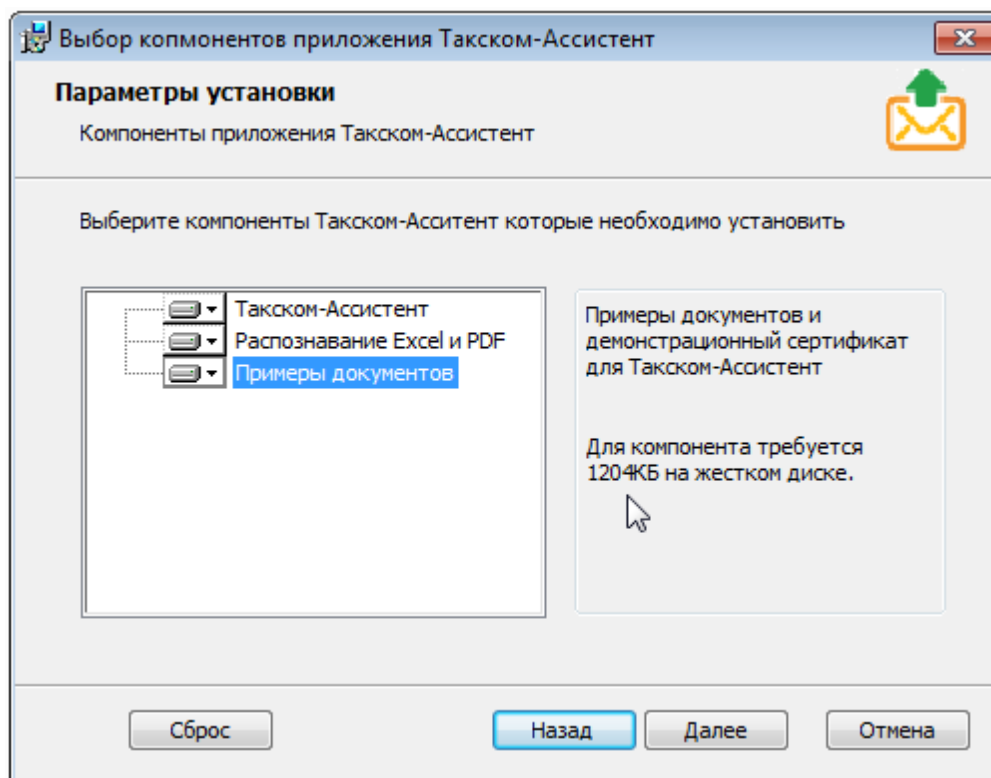 Выбор копмонентов приложения Такском-Ассистент
Параметры установки
Компоненты приложения Такском-Ассистент
Выберите компоненты Такском-Асситент которые необходимо установить
Такском-Ассистент
Распознавание Excel и PDF
Примеры документов
Примеры документов и
демонстрационный сертификат
для Такском-Ассистент
Для компонента требуется
1204КБ на жестком диске.
Сброс
Назад
Далее
Отмена